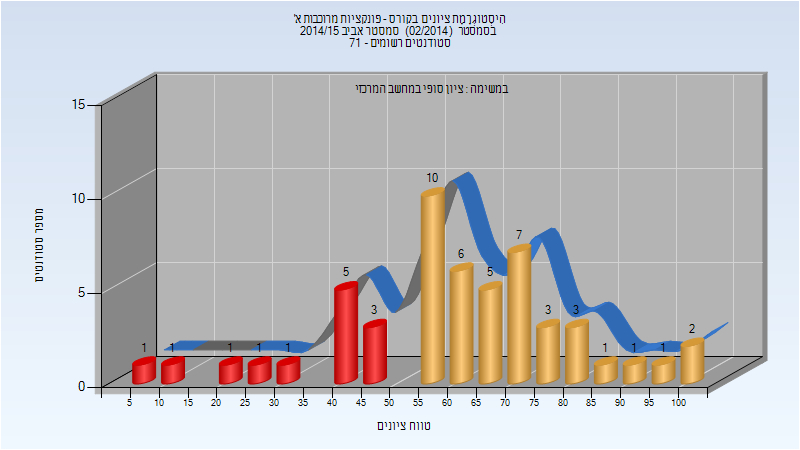 היסטוגרמת ציונים בקורס - פונקציות מרוכבות א'
בסמסטר (02/2014) סמסטר אביב 2014/15
סטודנטים רשומים - 71
במשימה : ציון סופי במחשב המרכזי
מספר סטודנטים
15
10
5
0
1 1 1 1 1 5 3 10 6 5 7 3 3 1 1 1 2
5 10 15 20 25 30 35 40 45 50 55 60 65 70 75 80 85 90 95 100
טווח ציונים